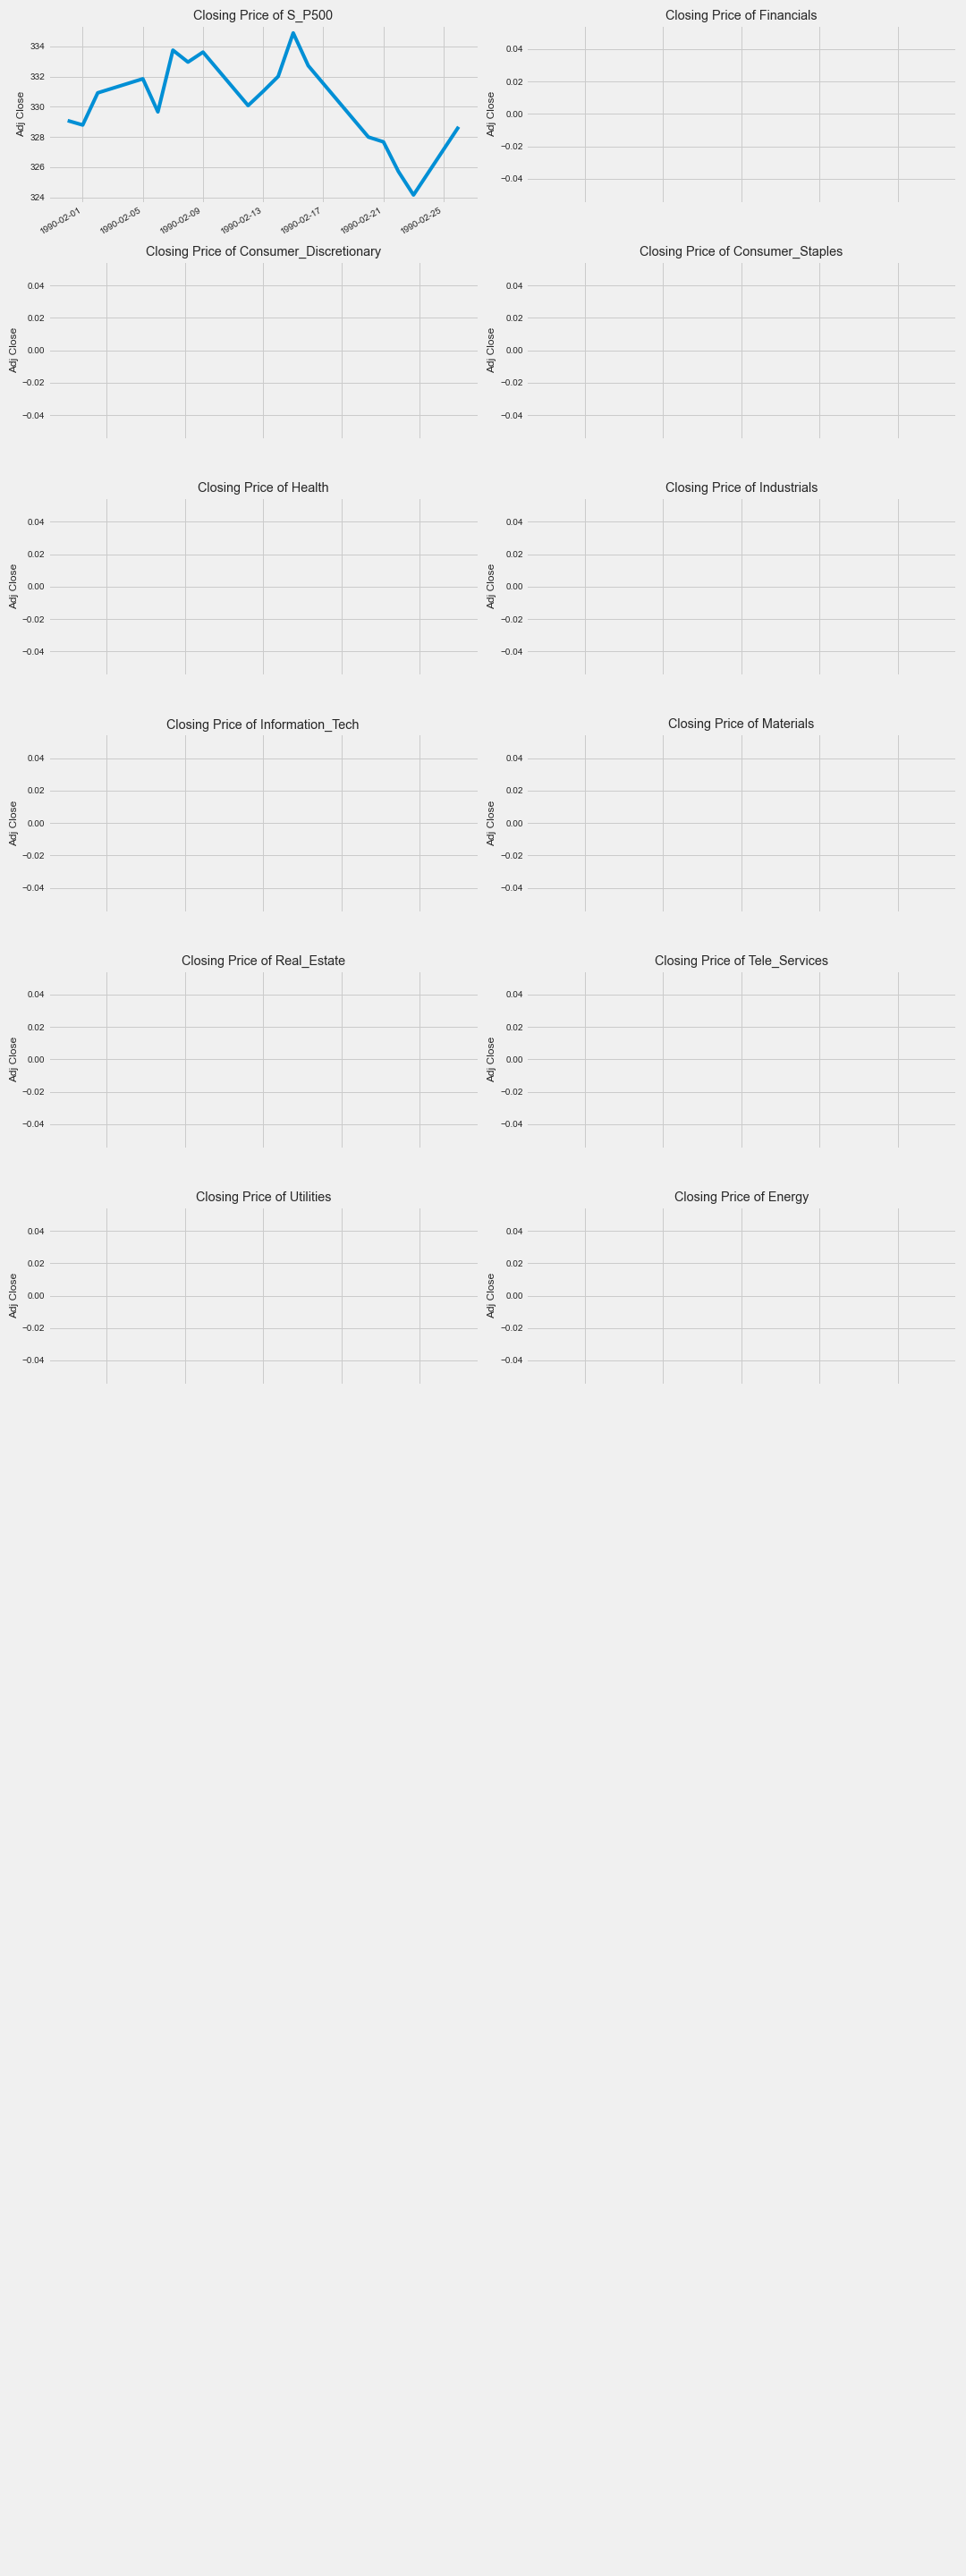 Closing Price of S_P500
Adj Close
334
332
330
328
326
324
1990-02-01
1990-02-05
1990-02-09
1990-02-13
1990-02-17
1990-02-21
1990-02-25
Closing Price of Financials
Adj Close
0.04
0.02
0.00
−0.02
−0.04
Closing Price of Consumer_Discretionary
Adj Close
0.04
0.02
0.00
−0.02
−0.04
Closing Price of Consumer_Staples
Adj Close
0.04
0.02
0.00
−0.02
−0.04
Closing Price of Health
Adj Close
0.04
0.02
0.00
−0.02
−0.04
Closing Price of Industrials
Adj Close
0.04
0.02
0.00
−0.02
−0.04
Closing Price of Information_Tech
Adj Close
0.04
0.02
0.00
−0.02
−0.04
Closing Price of Materials
Adj Close
0.04
0.02
0.00
−0.02
−0.04
Closing Price of Real_Estate
Adj Close
0.04
0.02
0.00
−0.02
−0.04
Closing Price of Tele_Services
Adj Close
0.04
0.02
0.00
−0.02
−0.04
Closing Price of Utilities
Adj Close
0.04
0.02
0.00
−0.02
−0.04
Closing Price of Energy
Adj Close
0.04
0.02
0.00
−0.02
−0.04